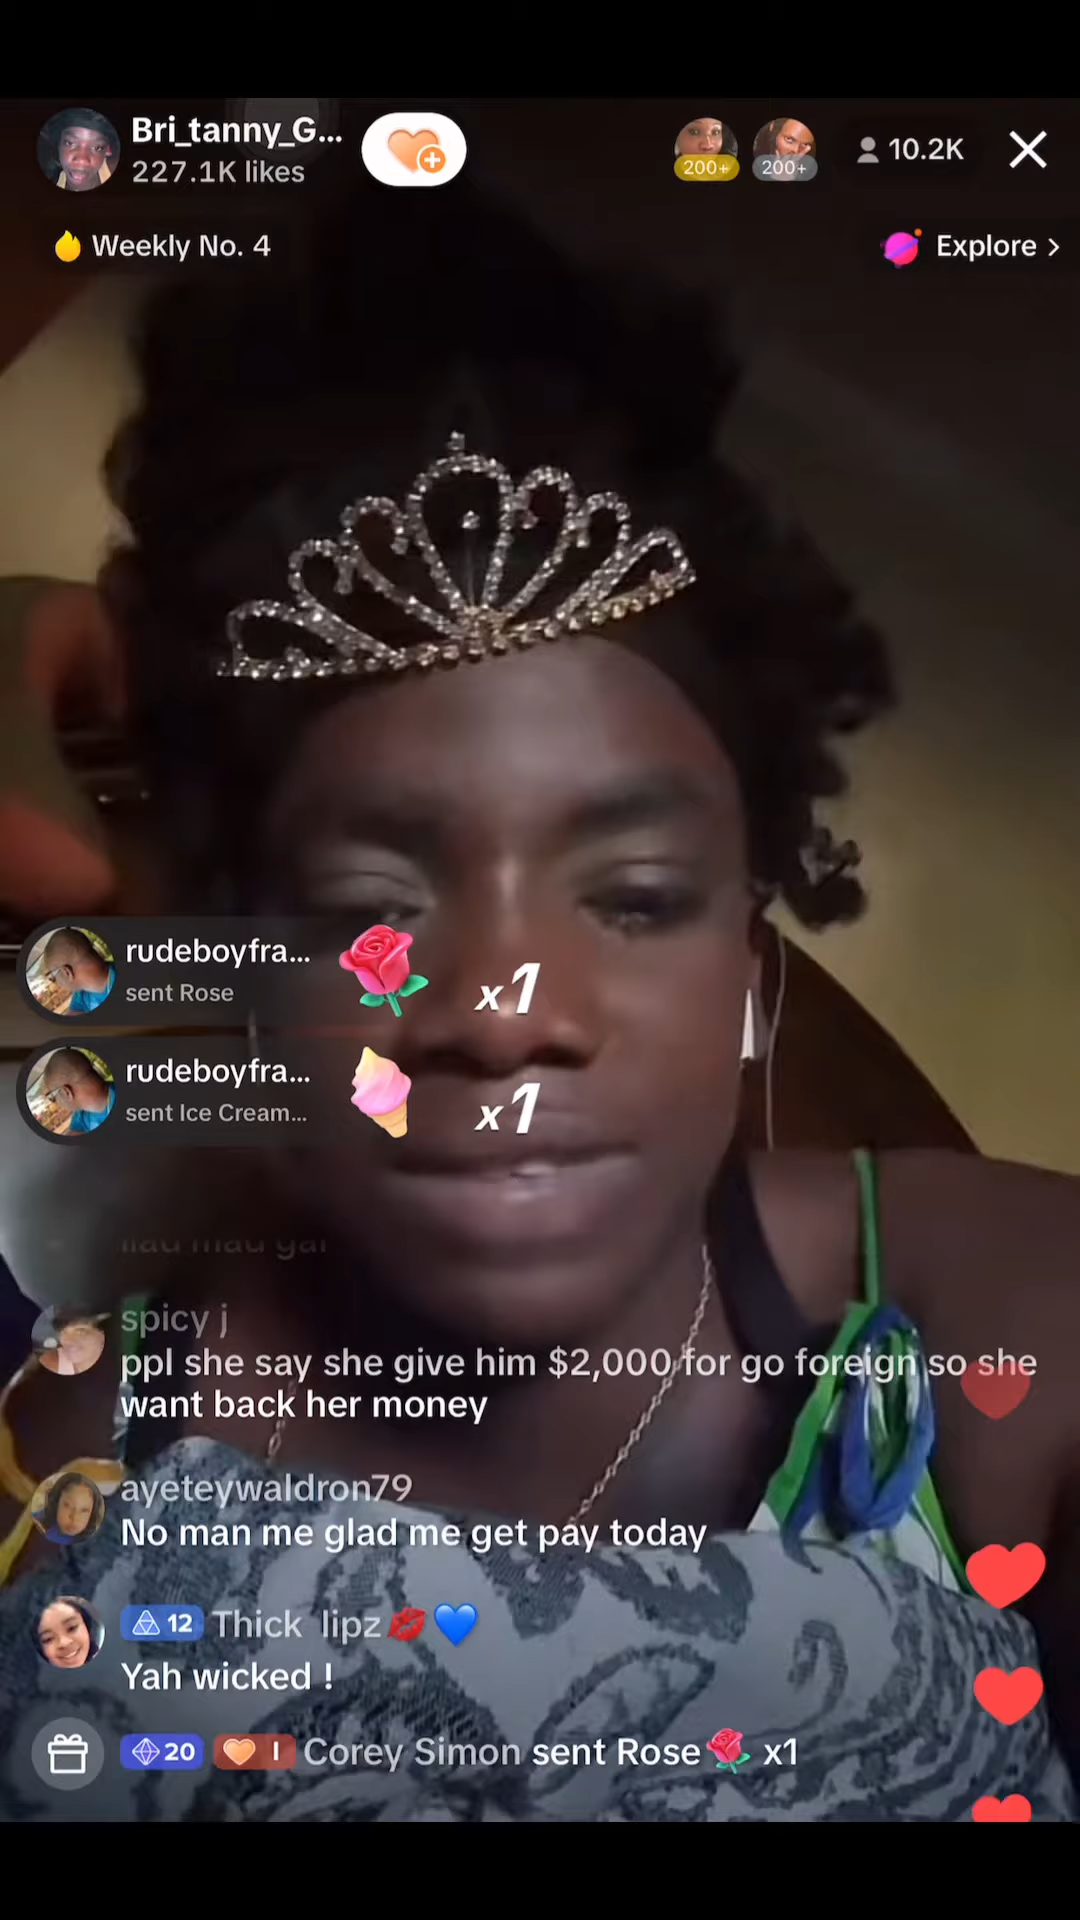 Bri_tanny_G...
227.1K likes
200+
200+
10.2K
Weekly No. 4
Explore >
rudeboyfra...
sent Rose
x1
rudeboyfra...
sent Ice Cream...
x1
spicy j
ppl she say she give him $2,000 for go foreign so she
want back her money
ayeteywaldron79
No man me glad me get pay today
12 Thick lipz💋💙
Yah wicked !
20 I Corey Simon sent Rose🌹 x1